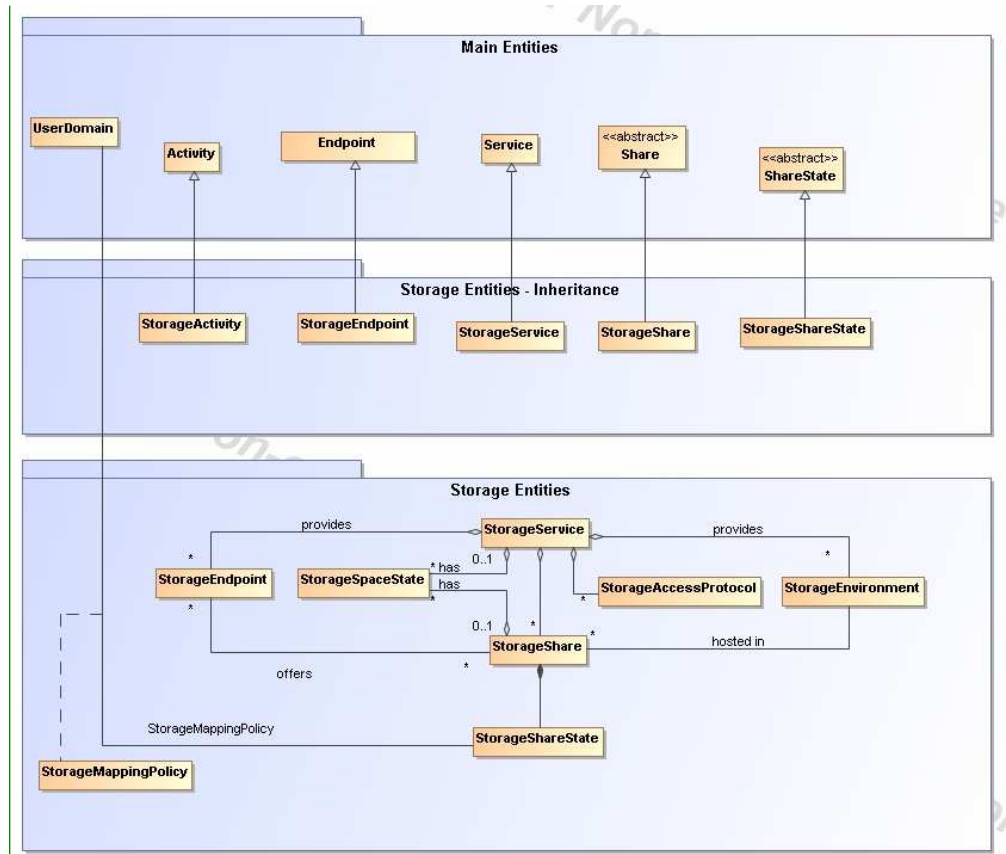 Main Entities
UserDomain
Activity
Endpoint
Service
<<abstract>>
Share
<<abstract>>
ShareState
Storage Entities - Inheritance
StorageActivity
StorageEndpoint
StorageService
StorageShare
StorageShareState
Storage Entities
StorageService
provides
provides
*
*
0..1
* has
has
*
StorageEndpoint
StorageSpaceState
StorageAccessProtocol
StorageEnvironment
*
*
0..1
*
*
StorageShare
hosted in
*
offers
StorageMappingPolicy
StorageShareState
StorageMappingPolicy